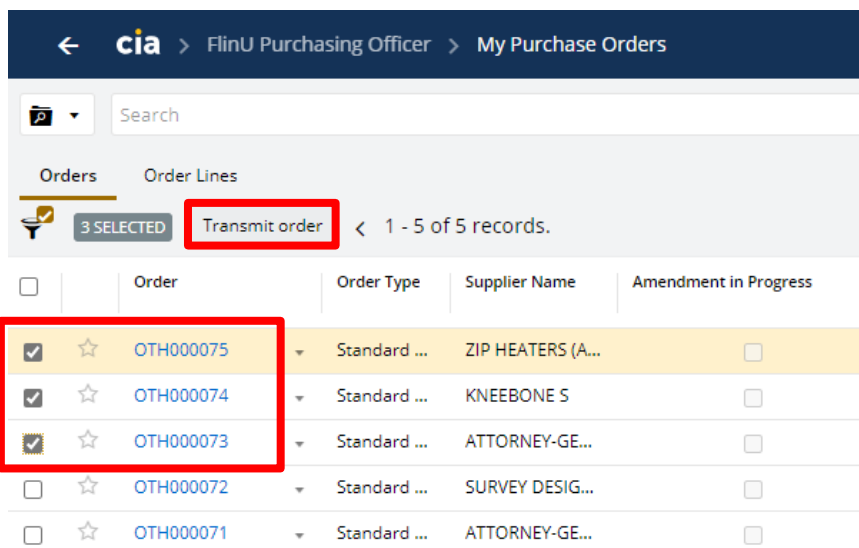 cia > FlinU Purchasing Officer > My Purchase Orders
Search
Orders Order Lines
3 SELECTED Transmit order < 1 - 5 of 5 records.
Order Order Type Supplier Name Amendment in Progress
OTH000075 Standard ... ZIP HEATERS (A...
OTH000074 Standard ... KNEEBONE S
OTH000073 Standard ... ATTORNEY-GE...
OTH000072 Standard ... SURVEY DESIG...
OTH000071 Standard ... ATTORNEY-GE...